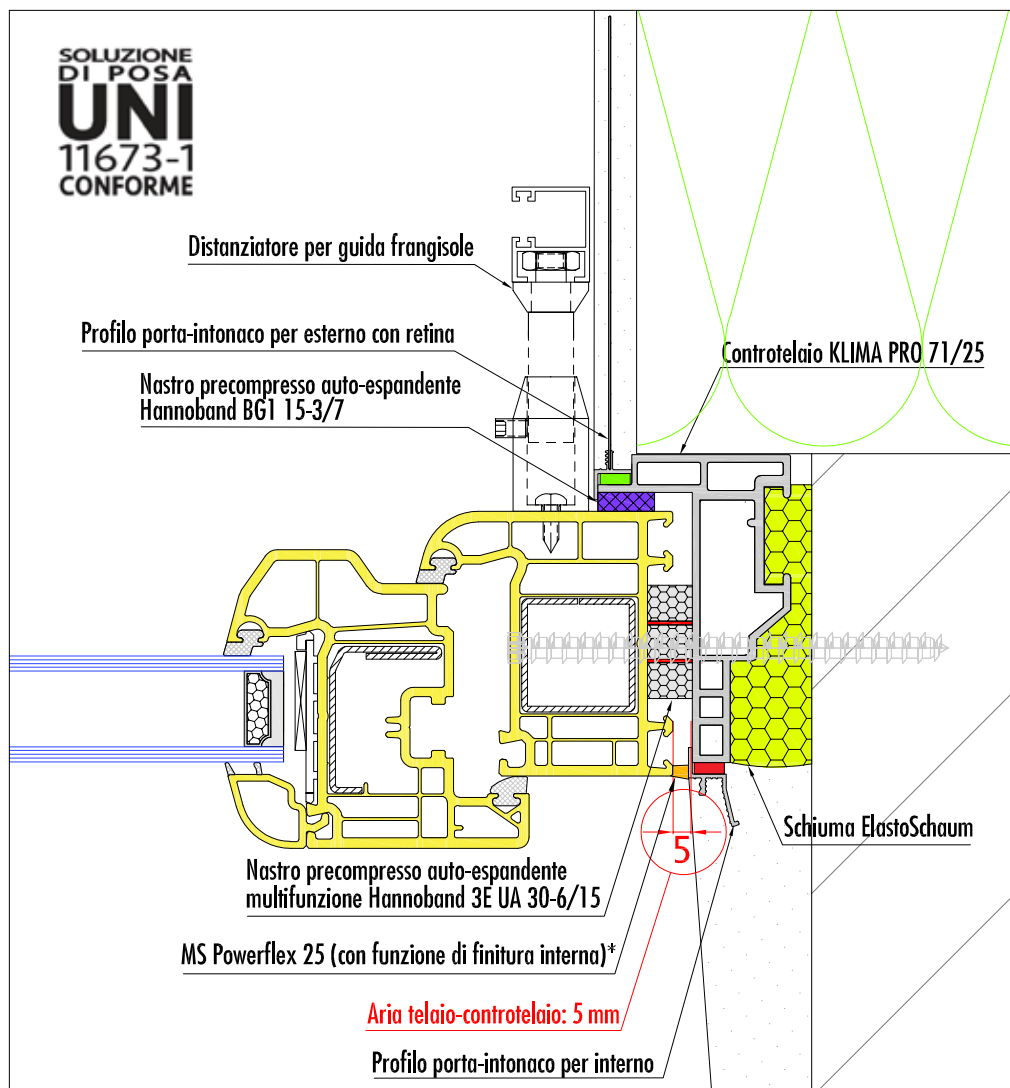 SOLUZIONE
DI POSA
UNI
11673-1
CONFORME
Distanziatore per guida frangisole
Profilo porta-intonaco per esterno con retina
Controtelaio KLIMA PRO 71/25
Nastro precompresso auto-espandente
Hannoband BG1 15-3/7
5
Schiuma ElastoSchaum
Nastro precompresso auto-espandente
multifunzione Hannoband 3E UA 30-6/15
MS Powerflex 25 (con funzione di finitura interna)*
Aria telaio-controtelaio: 5 mm
Profilo porta-intonaco per interno